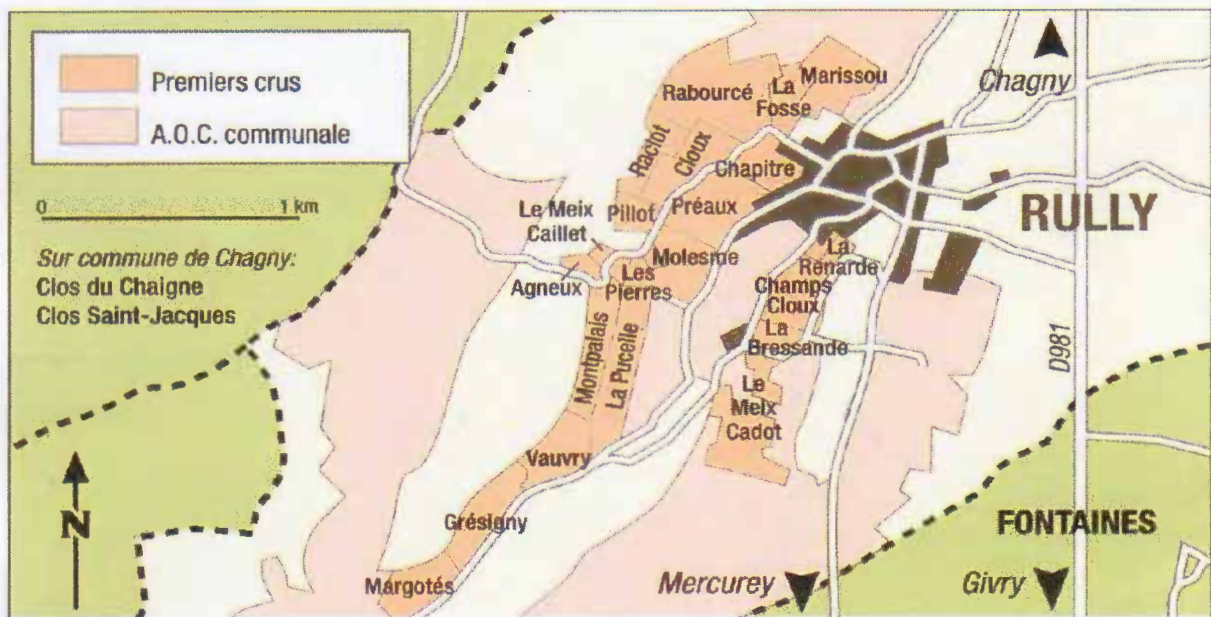 Premiers crus
A.O.C. communale
0 1 km
Sur commune de Chagny:
Clos du Chaigne
Clos Saint-Jacques
N
Chagny
RULLY
D981
FONTAINES
Mercurey
Givry
Marissou
La
Fosse
Rabourcé
Raclot
Cloux
Chapitre
Pillot
Préaux
Le Meix
Caillet
Agneux
Les
Pierres
Molesme
La
Renarde
Champs
Cloux
La
Bressande
Le
Meix
Cadot
Montpalais
La Pucelle
Vauvry
Grésigny
Margotés